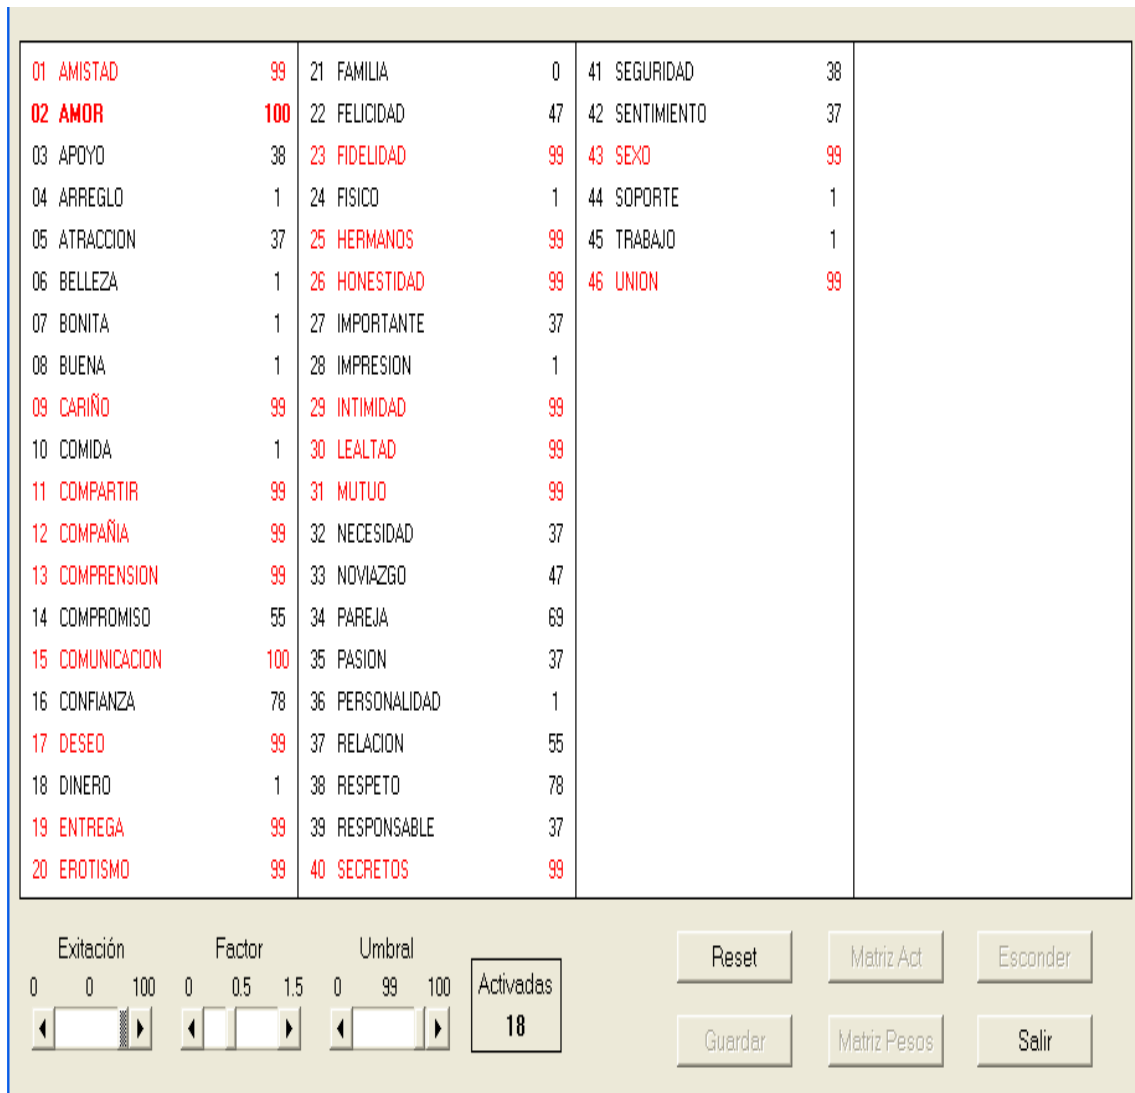 01 AMISTAD 99
02 AMOR 100
03 APOYO 38
04 ARREGLO 1
05 ATRACCION 37
06 BELLEZA 1
07 BONITA 1
08 BUENA 1
09 CARIÑO 99
10 COMIDA 1
11 COMPARTIR 99
12 COMPAÑIA 99
13 COMPRENSION 99
14 COMPROMISO 55
15 COMUNICACION 100
16 CONFIANZA 78
17 DESEO 99
18 DINERO 1
19 ENTREGA 99
20 EROTISMO 99
21 FAMILIA 0
22 FELICIDAD 47
23 FIDELIDAD 99
24 FISICO 1
25 HERMANOS 99
26 HONESTIDAD 99
27 IMPORTANTE 37
28 IMPRESION 1
29 INTIMIDAD 99
30 LEALTAD 99
31 MUTUO 99
32 NECESIDAD 37
33 NOVIAZGO 47
34 PAREJA 69
35 PASION 37
36 PERSONALIDAD 1
37 RELACION 55
38 RESPETO 78
39 RESPONSABLE 37
40 SECRETOS 99
41 SEGURIDAD 38
42 SENTIMIENTO 37
43 SEXO 99
44 SOPORTE 1
45 TRABAJO 1
46 UNION 99
Exitación
0 0 100
Factor
0 0.5 1.5
Umbral
0 99 100
Activadas
18
Reset
Matriz Act
Esconder
Guardar
Matriz Pesos
Salir